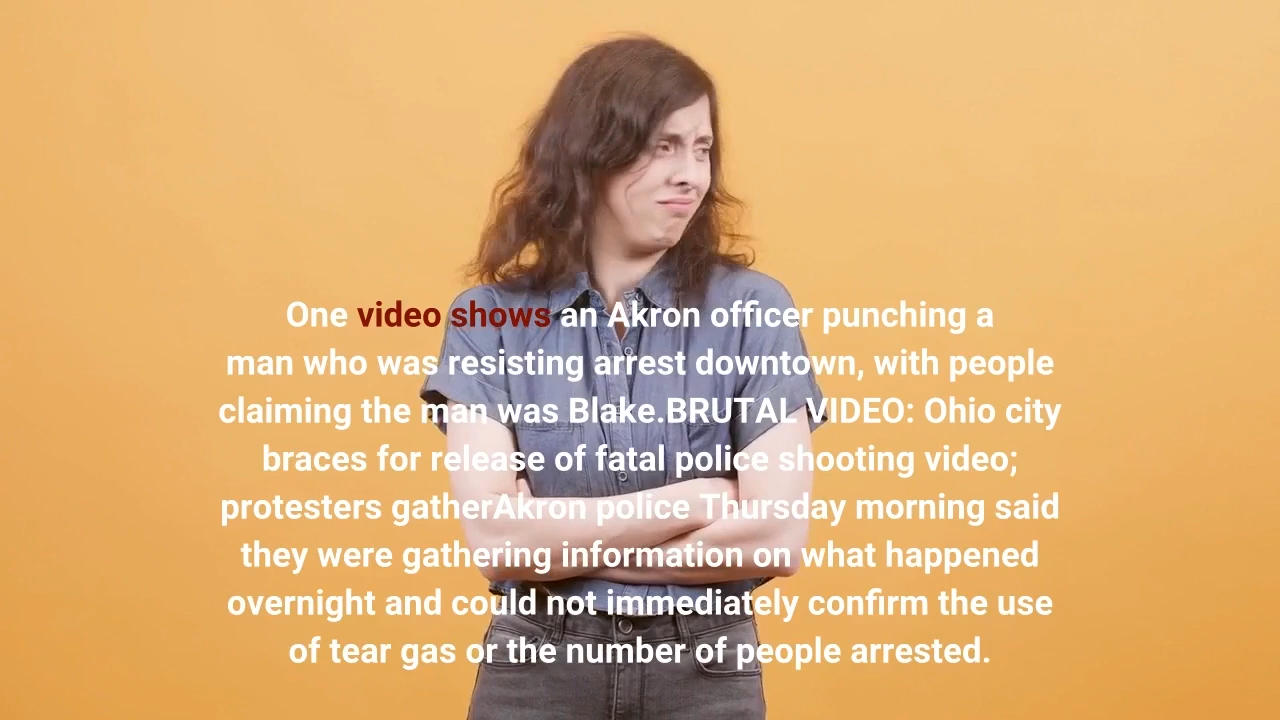 One video shows an Akron officer punching a
man who was resisting arrest downtown, with people
claiming the man was Blake.BRUTAL VIDEO: Ohio city
braces for release of fatal police shooting video;
protesters gatherAkron police Thursday morning said
they were gathering information on what happened
overnight and could not immediately confirm the use
of tear gas or the number of people arrested.